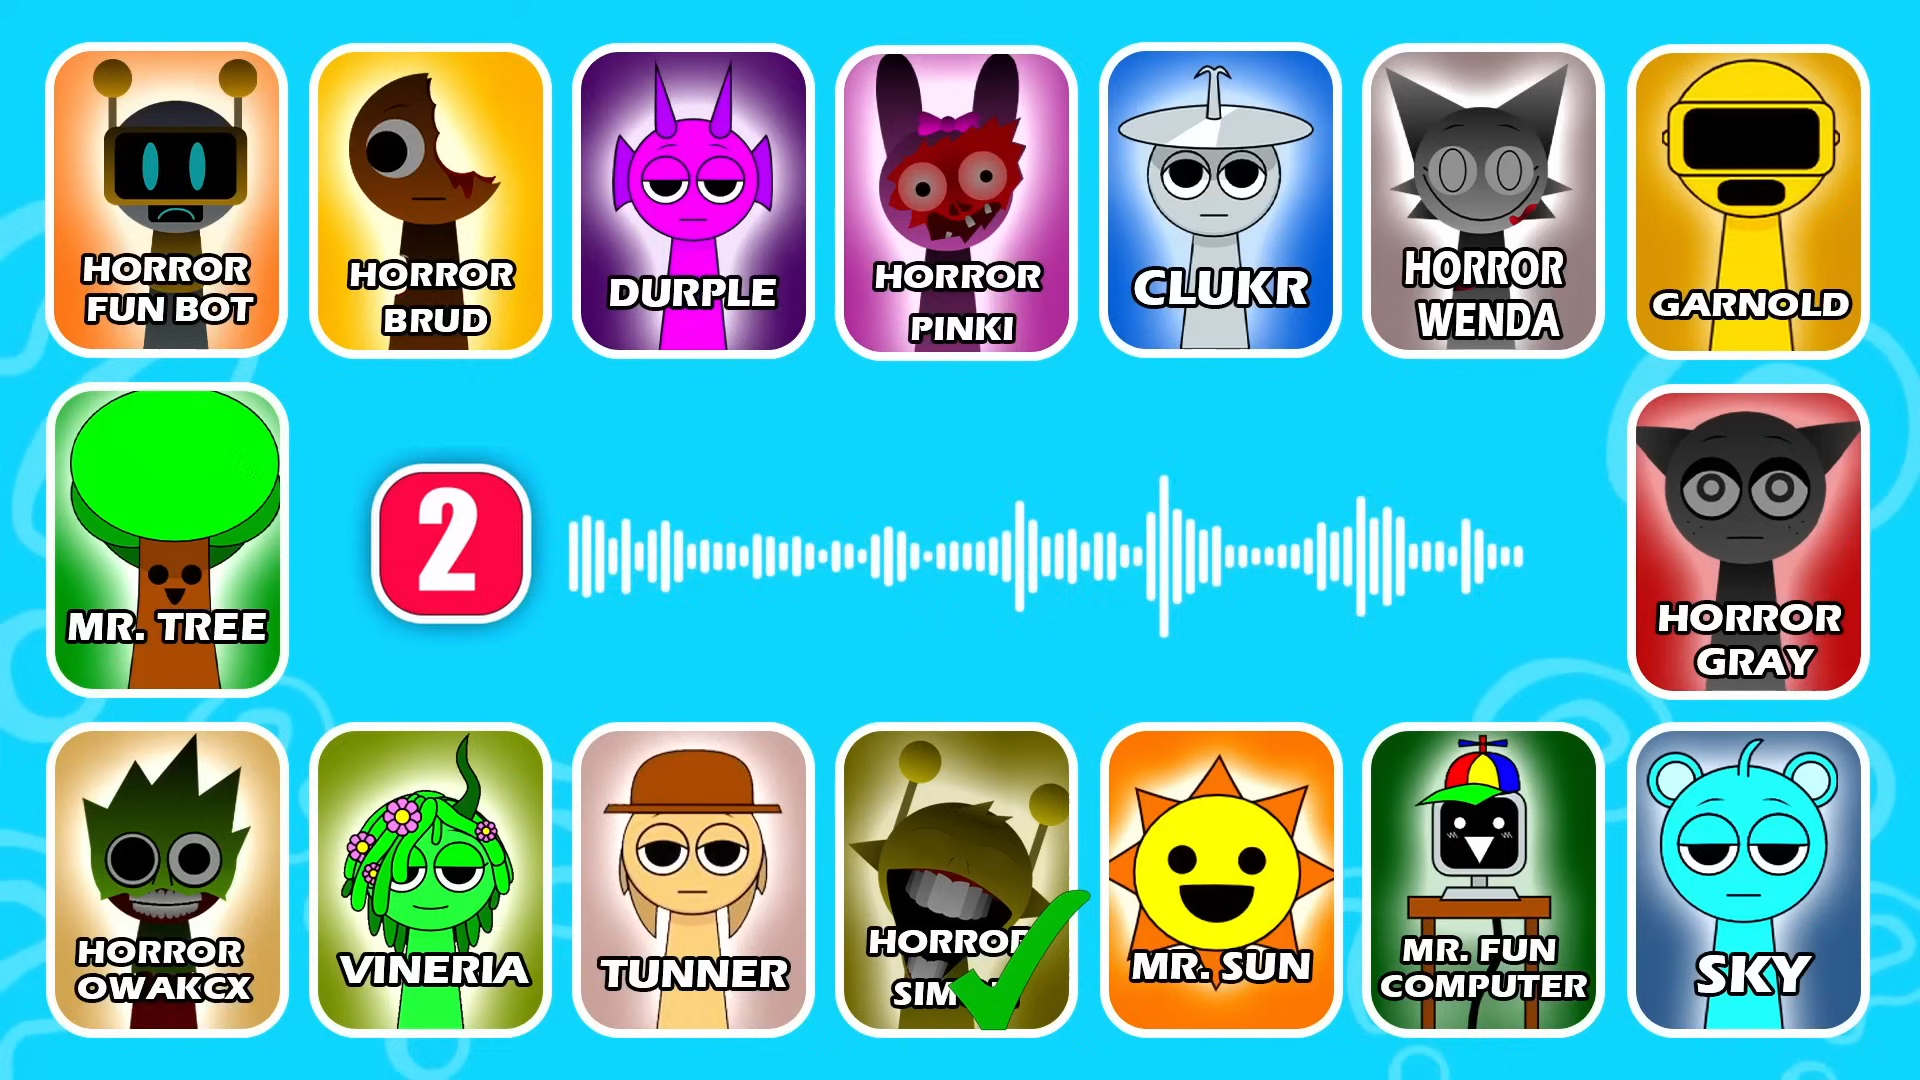 HORROR
FUN BOT
HORROR
BRUD
DURPLE
HORROR
PINKI
CLUKR
HORROR
WENDA
GARNOLD
MR. TREE
2
HORROR
GRAY
HORROR
OWAKCX
VINERIA
TUNNER
HORROR
MR. SUN
MR. FUN
COMPUTER
SKY